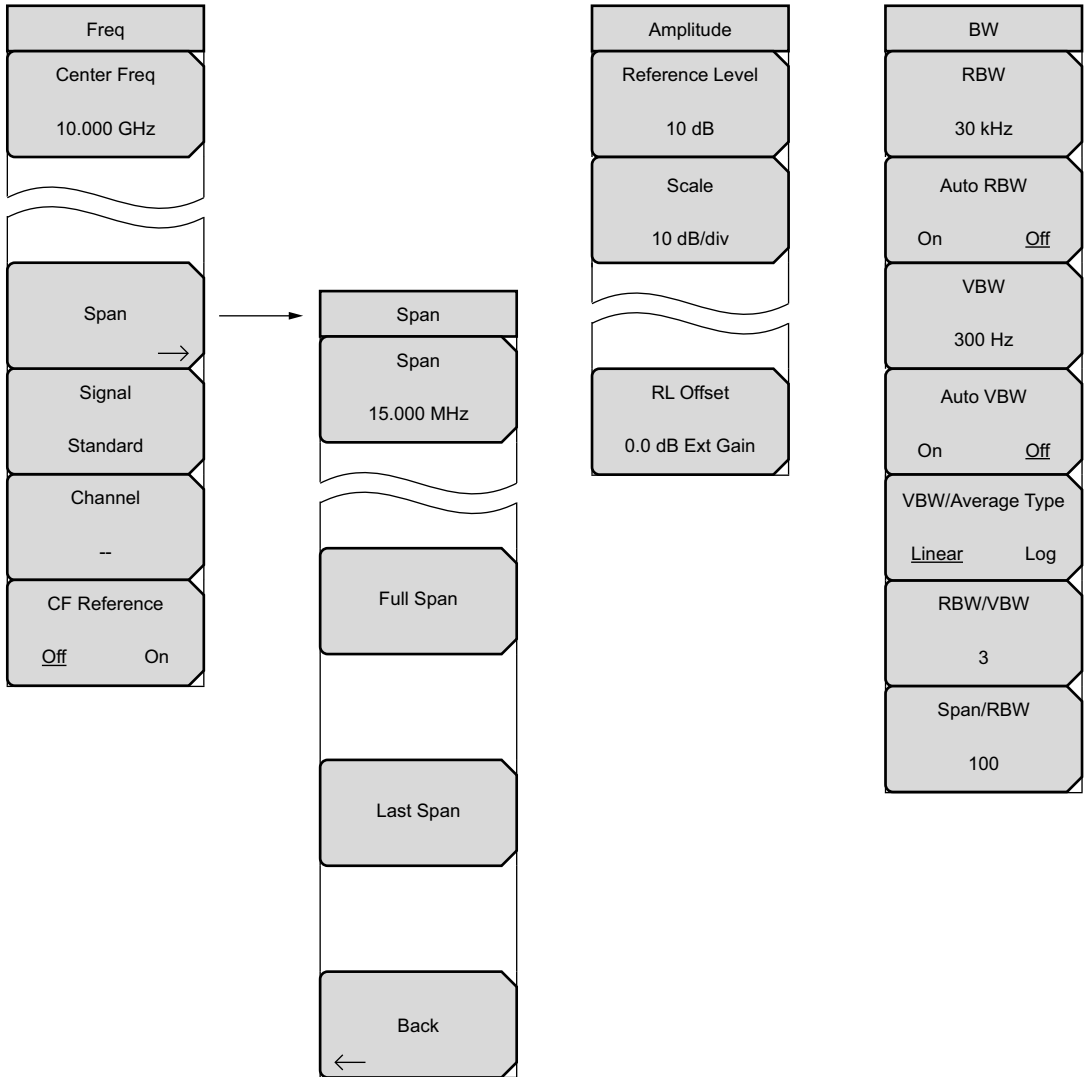 Freq
Center Freq
10.000 GHz
Span
Signal
Standard
Channel
--
CF Reference
Off On
Span
Span
15.000 MHz
Full Span
Last Span
Back
Amplitude
Reference Level
10 dB
Scale
10 dB/div
RL Offset
0.0 dB Ext Gain
BW
RBW
30 kHz
Auto RBW
On Off
VBW
300 Hz
Auto VBW
On Off
VBW/Average Type
Linear Log
RBW/VBW
3
Span/RBW
100